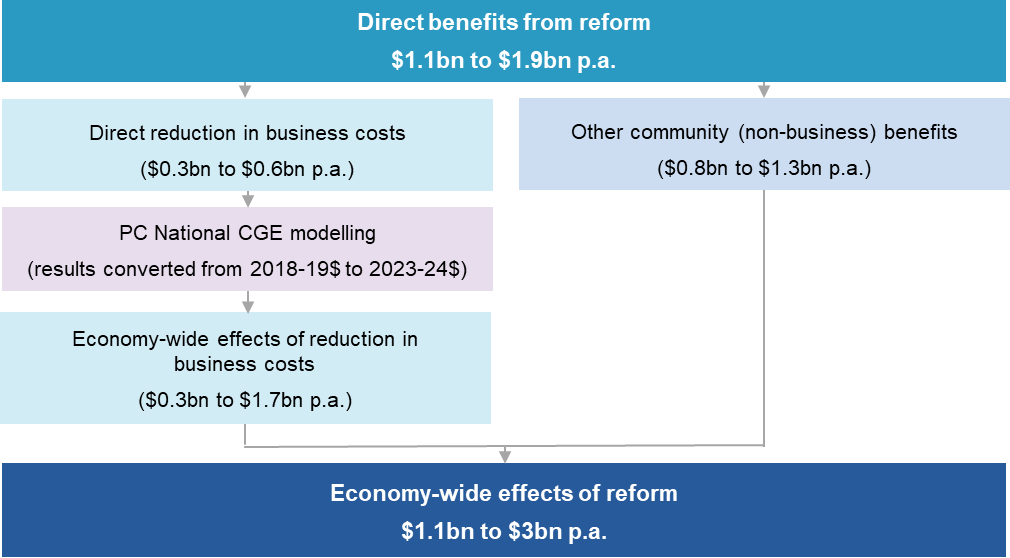 Direct benefits from reform
$1.1bn to $1.9bn p.a.
Direct reduction in business costs
($0.3bn to $0.6bn p.a.)
Other community (non-business) benefits
($0.8bn to $1.3bn p.a.)
PC National CGE modelling
(results converted from 2018-19$ to 2023-24$)
Economy-wide effects of reduction in
business costs
($0.3bn to $1.7bn p.a.)
Economy-wide effects of reform
$1.1bn to $3bn p.a.